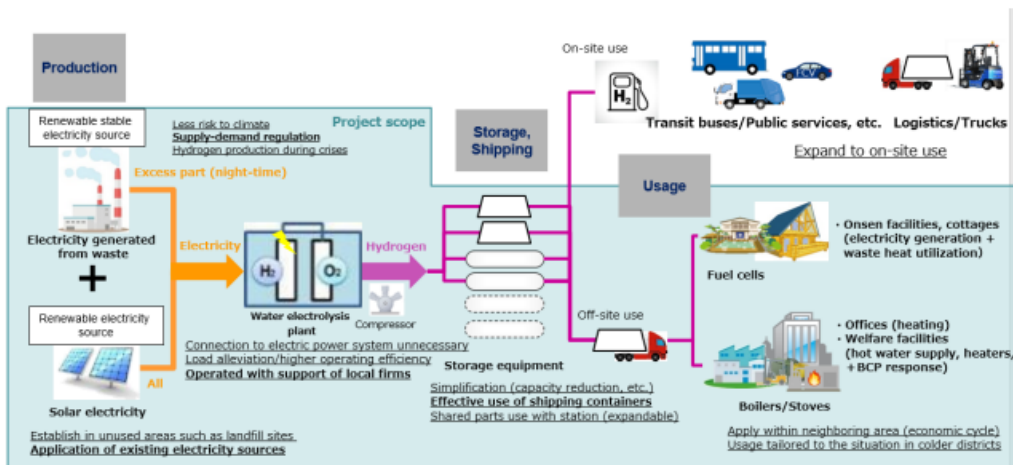 Production
Renewable stable
electricity source
Less risk to climate
Supply-demand regulation
Hydrogen production during crises
Project scope
Excess part (night-time)
Electricity generated
from waste
+
Renewable electricity
source
All
Solar electricity
Establish in unused areas such as landfill sites
Application of existing electricity sources
Electricity
H2
O2
Water electrolysis
plant
Hydrogen
Compressor
Connection to electric power system unnecessary
Load alleviation/higher operating efficiency
Operated with support of local firms
Storage,
Shipping
Storage equipment
Simplification (capacity reduction, etc.)
Effective use of shipping containers
Shared parts use with station (expandable)
On-site use
H2
FCV
Transit buses/Public services, etc.
Logistics/Trucks
Expand to on-site use
Usage
Off-site use
Fuel cells
• Onsen facilities, cottages
(electricity generation +
waste heat utilization)
Boilers/Stoves
• Offices (heating)
• Welfare facilities
(hot water supply, heaters,
+BCP response)
Apply within neighboring area (economic cycle)
Usage tailored to the situation in colder districts